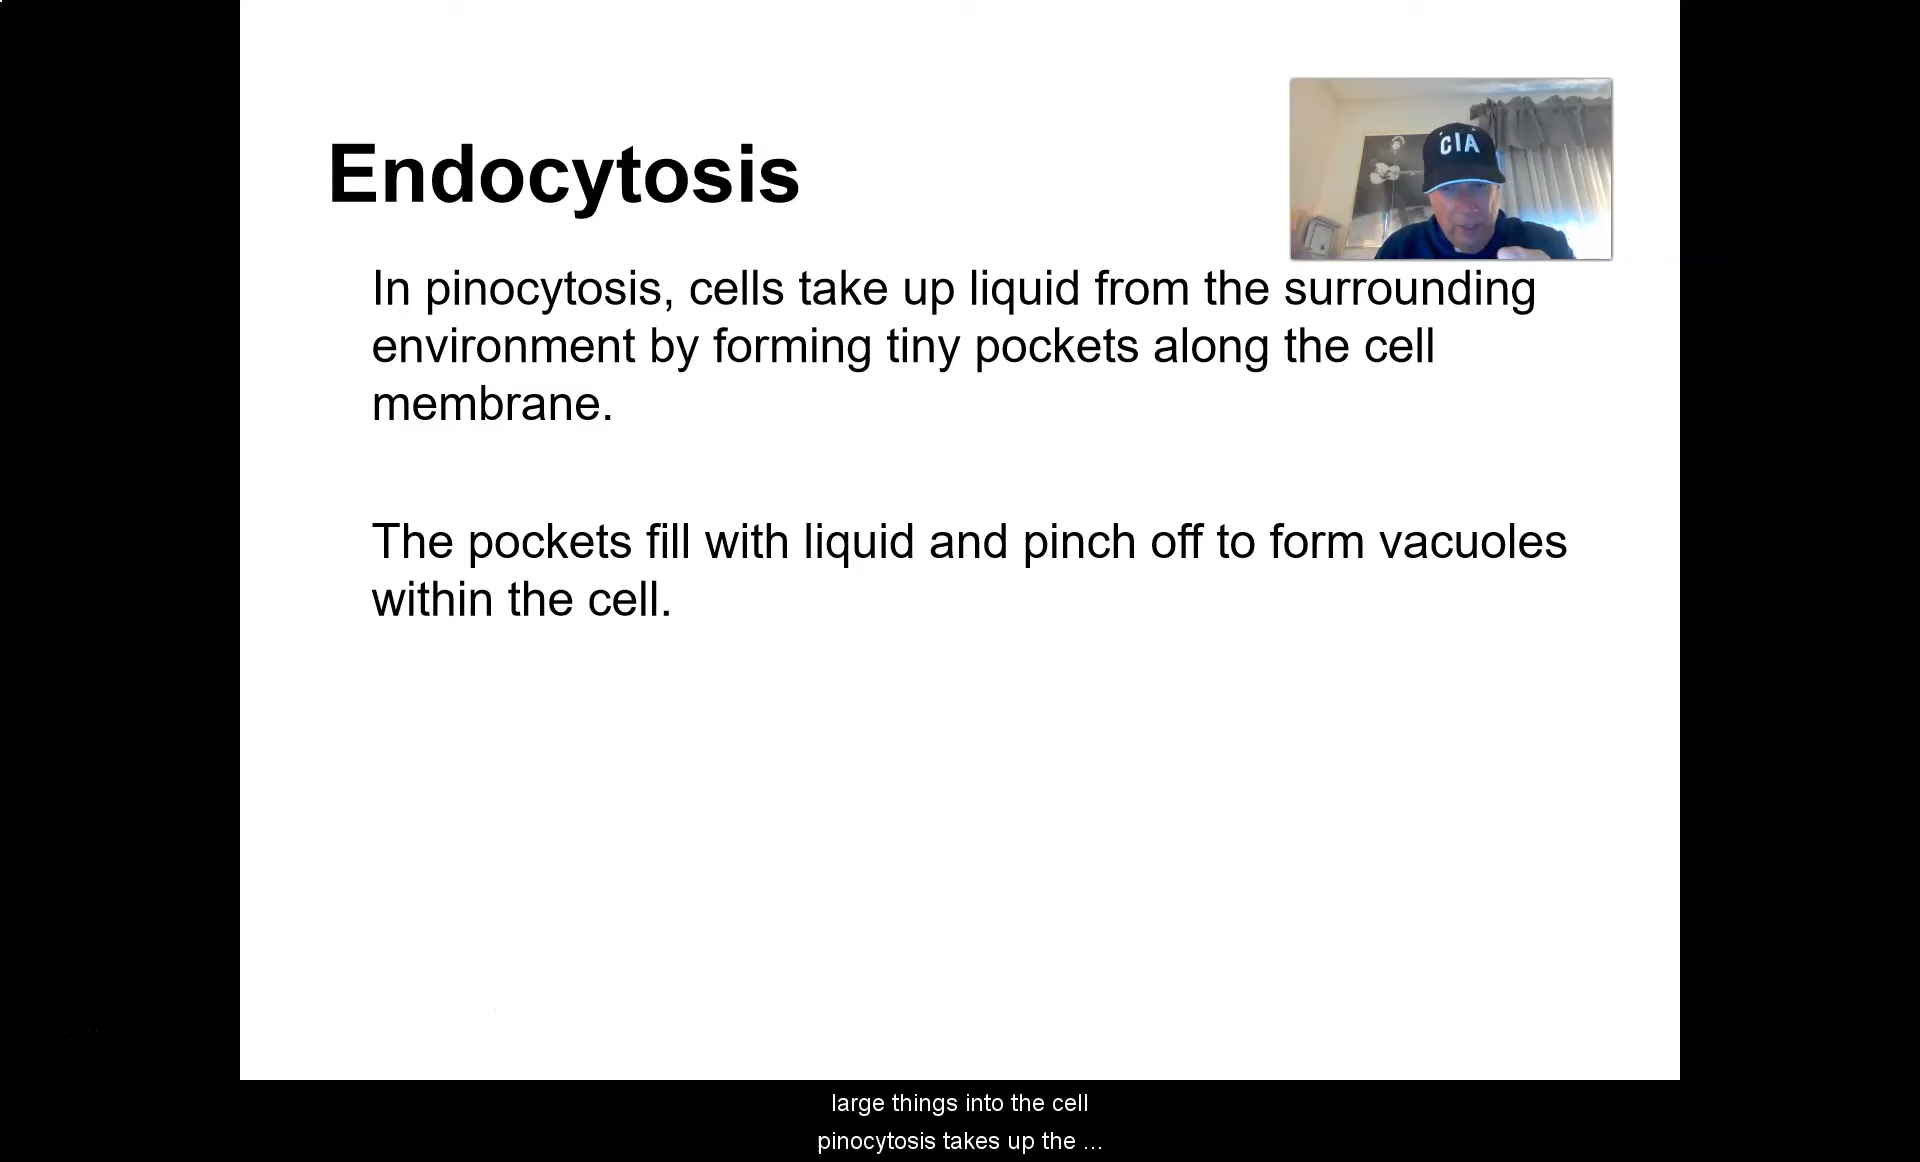 CIA
Endocytosis
In pinocytosis, cells take up liquid from the surrounding
environment by forming tiny pockets along the cell
membrane.
The pockets fill with liquid and pinch off to form vacuoles
within the cell.
large things into the cell
pinocytosis takes up the ...